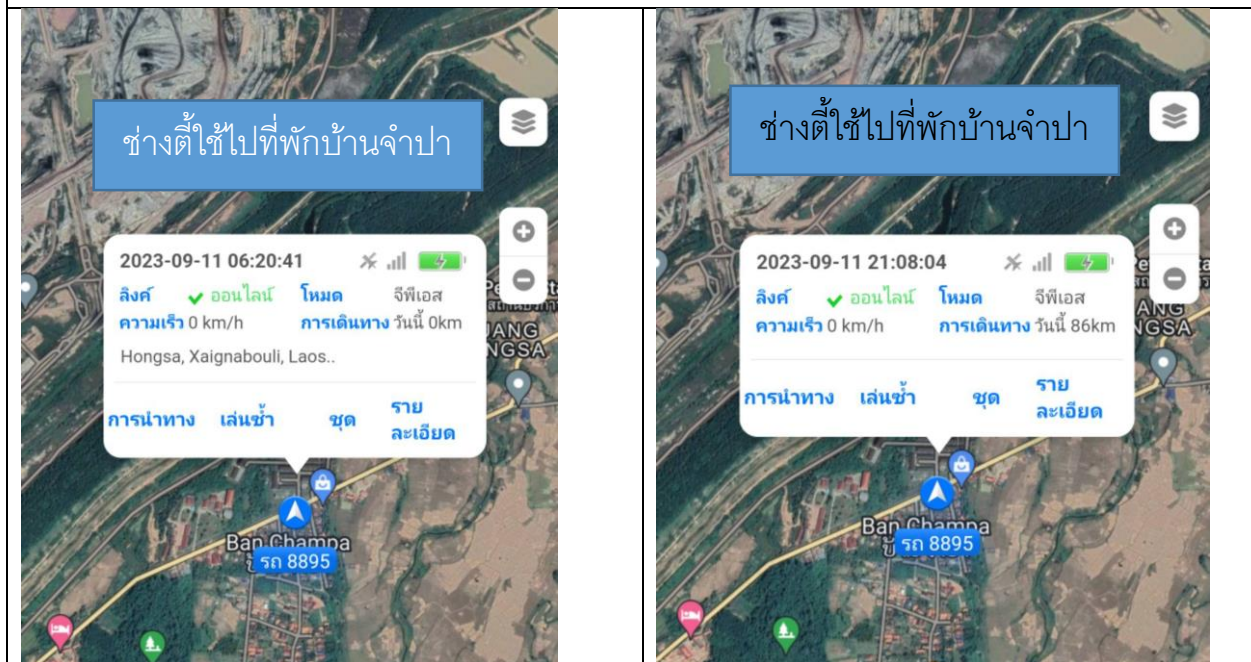 ช่างตี้ใช้ไปที่พักบ้านจำปา
2023-09-11 06:20:41
ลิงค์ ออนไลน์ โหมด จีพีเอส
ความเร็ว 0 km/h การเดินทาง วันนี้ 0km
Hongsa, Xaignabouli, Laos..
การนำทาง เล่นซ้ำ ชุด ราย
ละเอียด
Ban Champa
รถ 8895
ช่างตี้ใช้ไปที่พักบ้านจำปา
2023-09-11 21:08:04
ลิงค์ ออนไลน์ โหมด จีพีเอส
ความเร็ว 0 km/h การเดินทาง วันนี้ 86km
การนำทาง เล่นซ้ำ ชุด ราย
ละเอียด
Ban Champa
รถ 8895